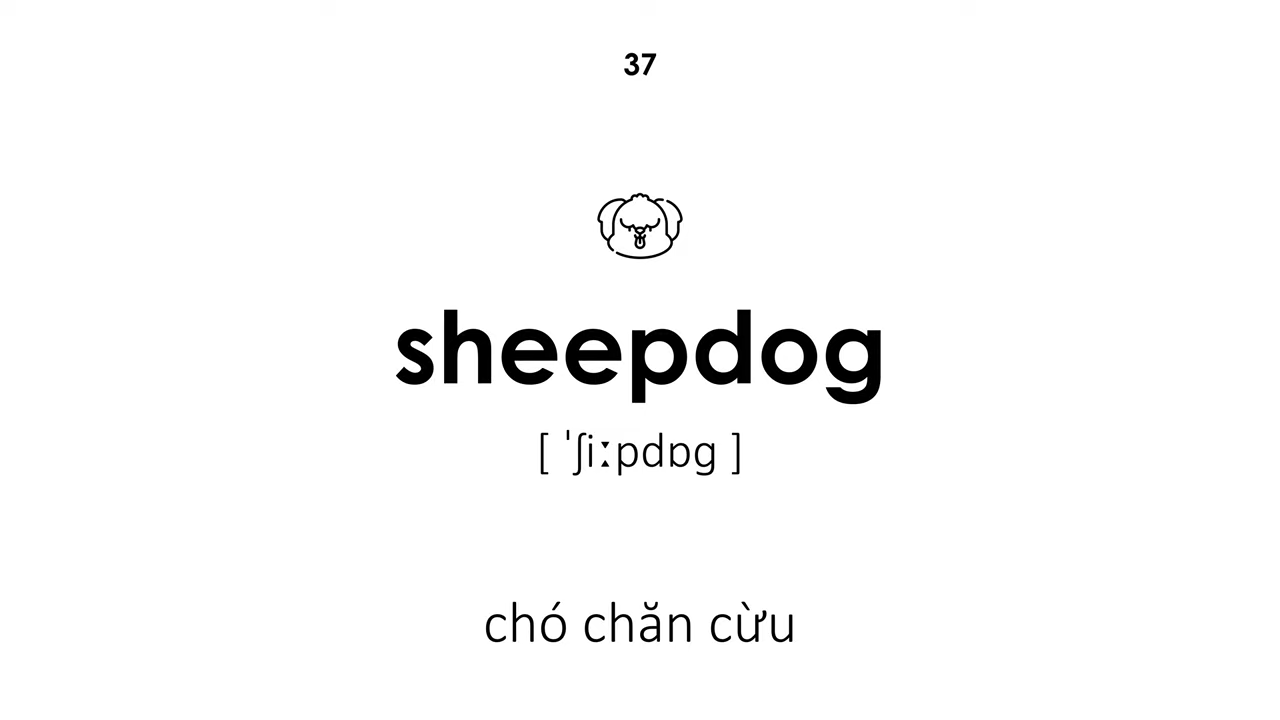 37
sheepdog
[ ˈʃiːpdɒg ]
chó chăn cừu